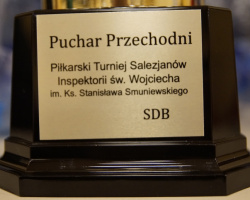 Puchar Przechodni
Piłkarski Turniej Salezjanów
Inspektorii św. Wojciecha
im. Ks. Stanisława Smuniewskiego
SDB